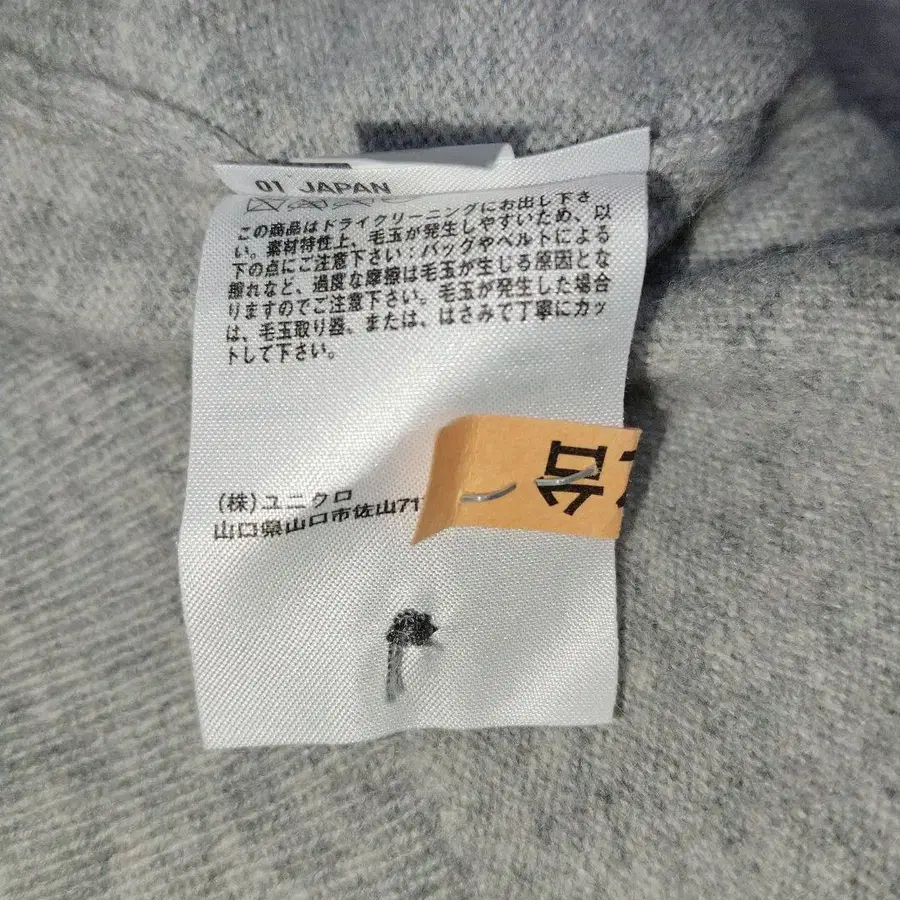 01 JAPAN
この商品はドライクリーニングにお出し下さ
い。素材特性上、毛玉が発生しやすいため、以
下の点にご注意下さい：バッグやベルトによる
擦れなど、過度な摩擦は毛玉が生じる原因とな
りますのでご注意下さい。毛玉が発生した場合
は、毛玉取り器、または、はさみで丁寧にカッ
トして下さい。
(株)ユニクロ
山口県山口市佐山71